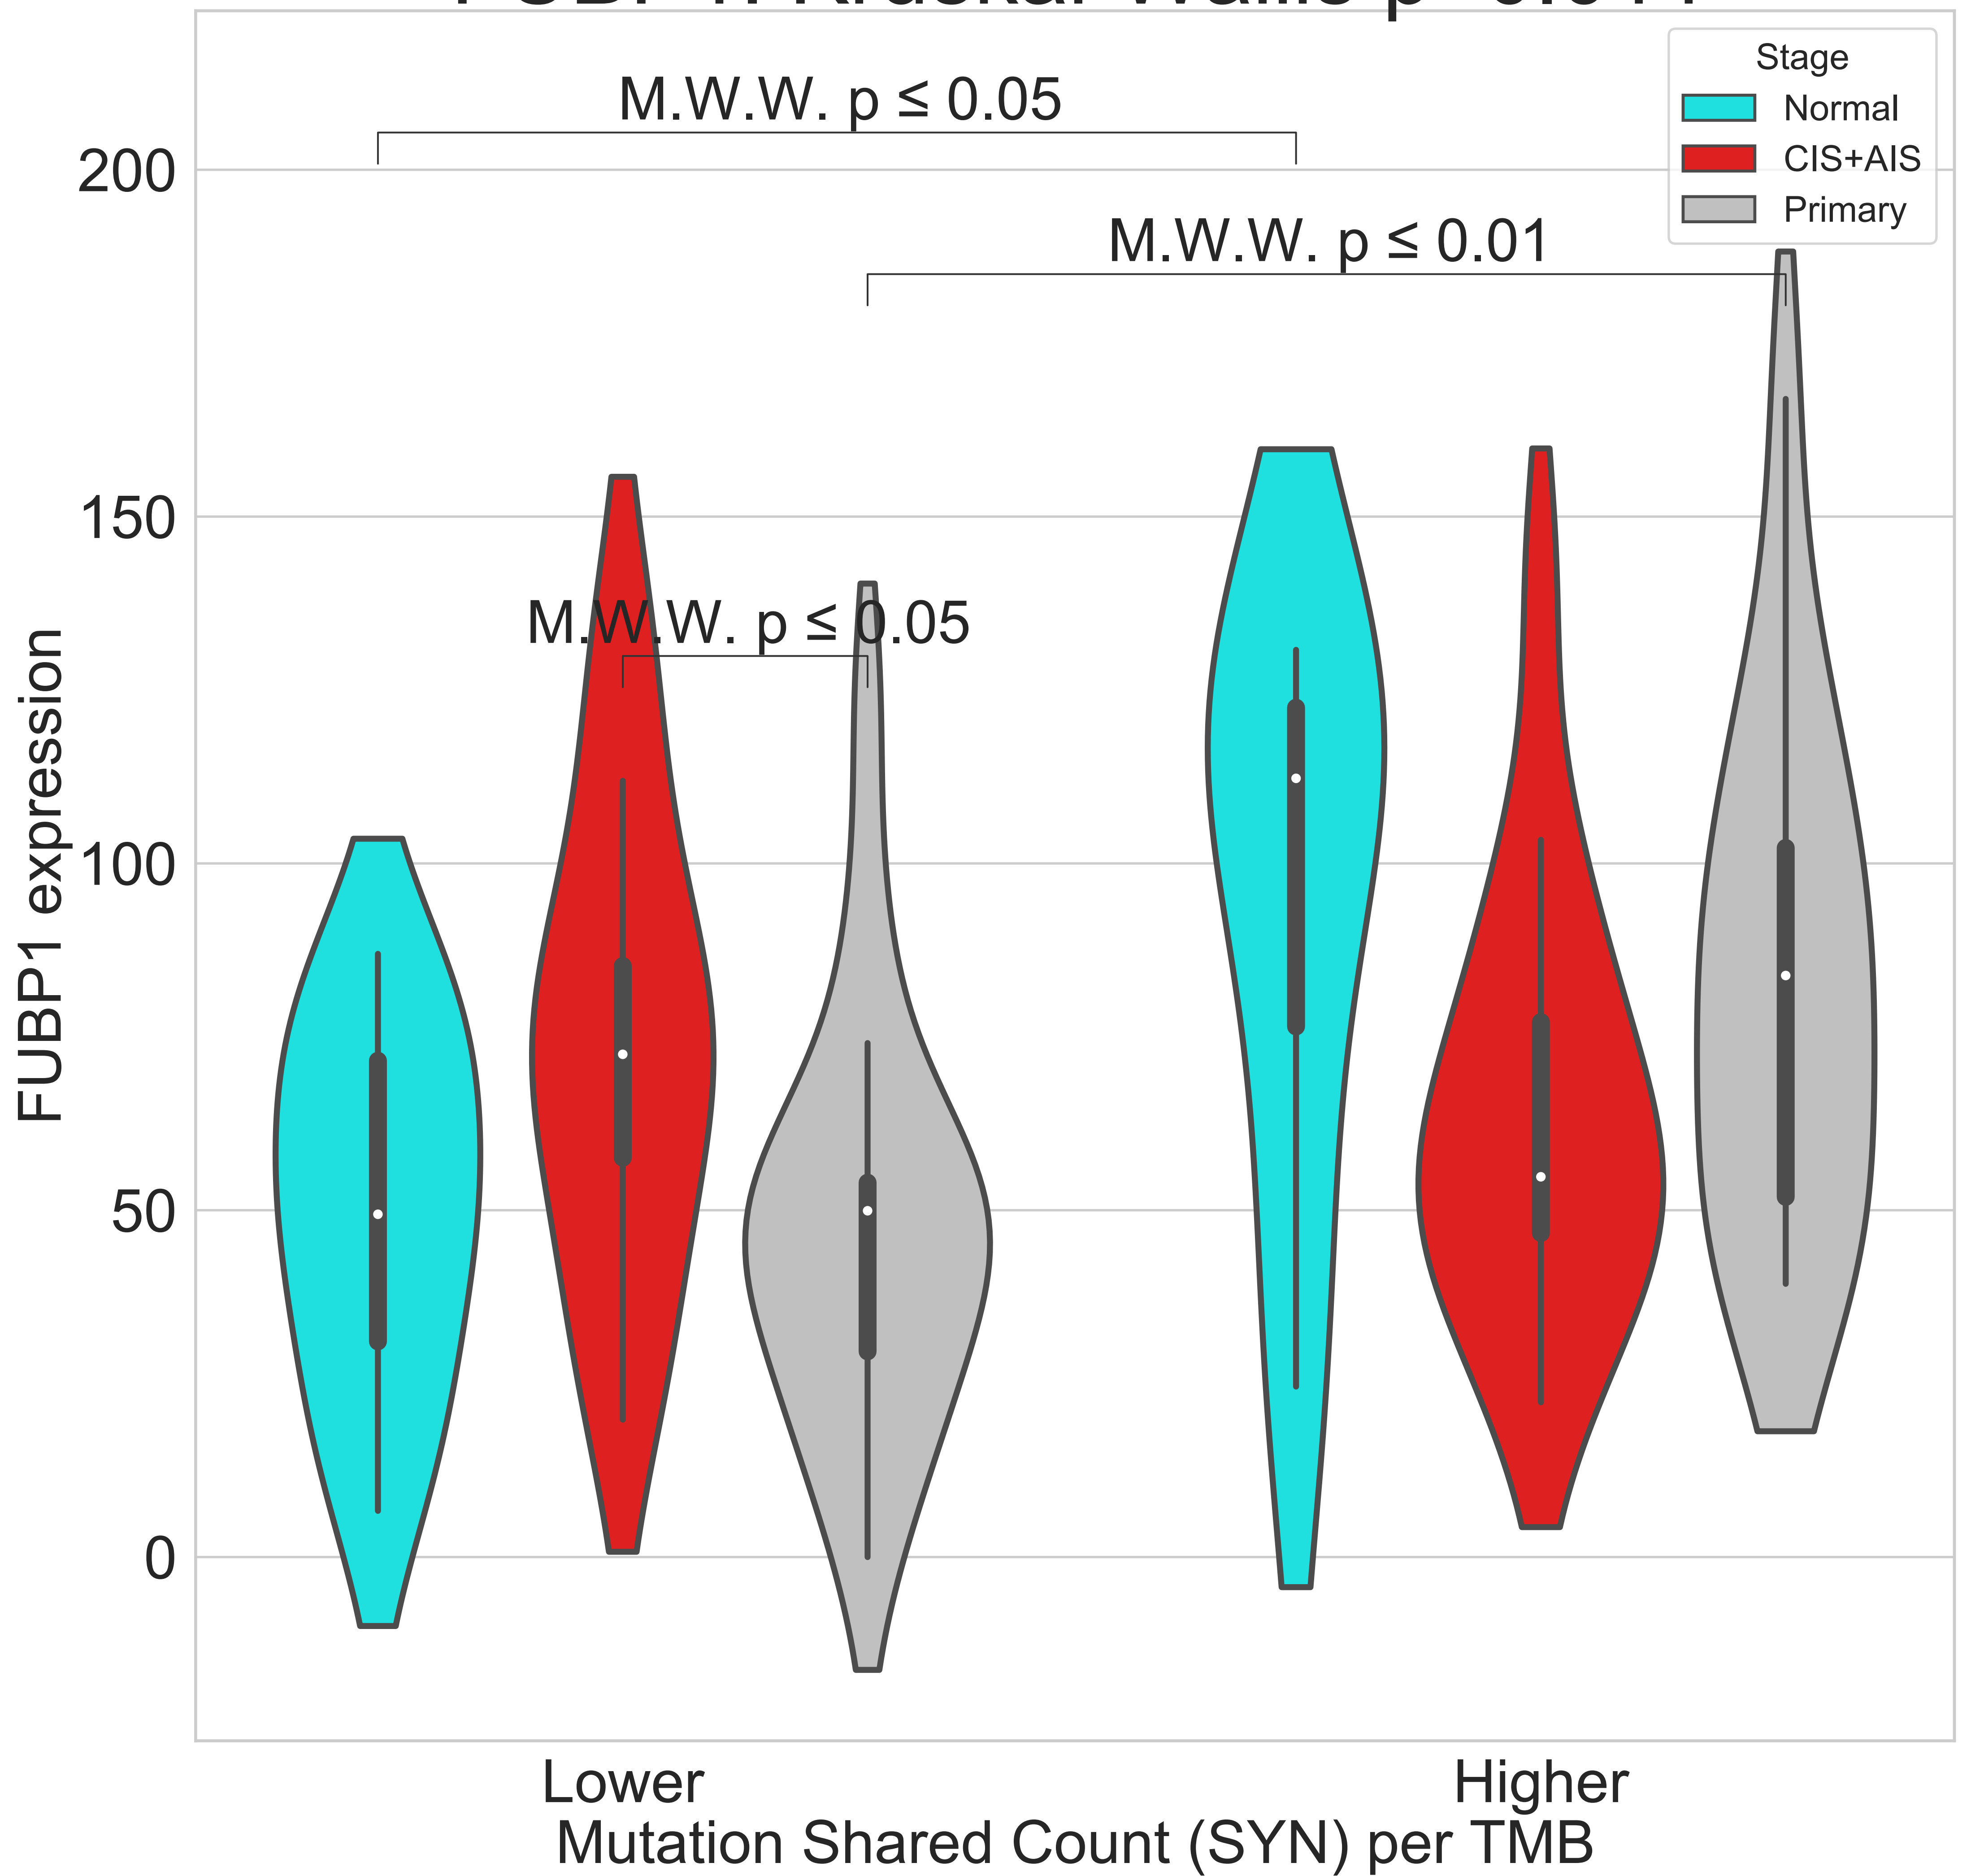 Stage
Normal
CIS+AIS
Primary
M.W.W. p ≤ 0.05
M.W.W. p ≤ 0.01
M.W.W. p ≤ 0.05
200
150
100
50
0
FUBP1 expression
Lower
Higher
Mutation Shared Count (SYN) per TMB